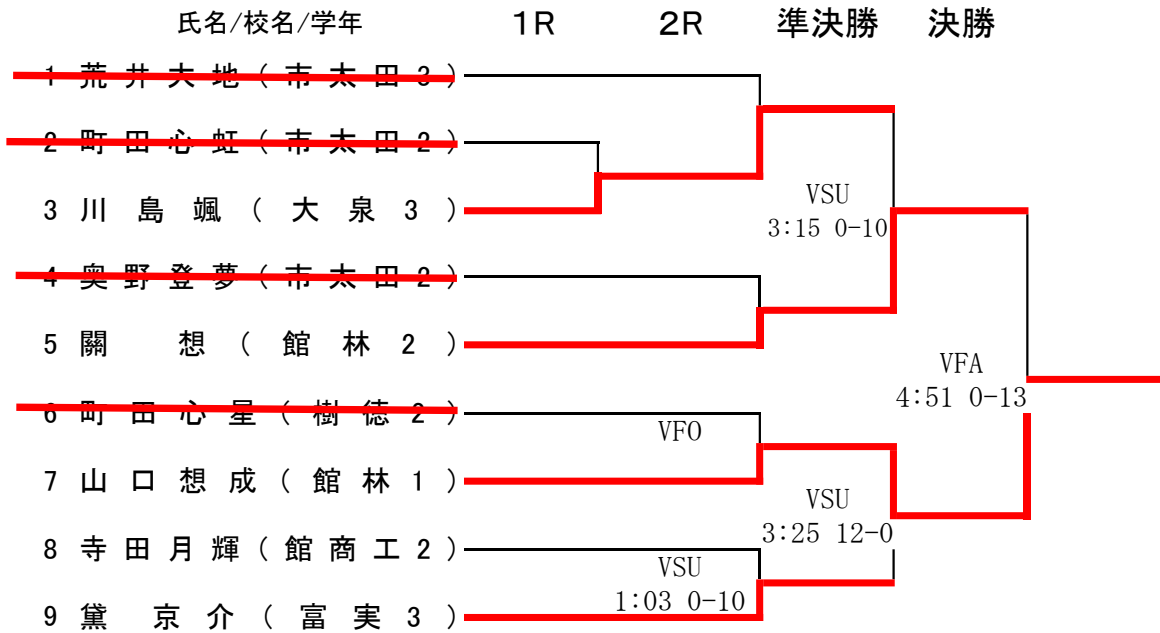 氏名/校名/学年 1R 2R 準決勝 決勝
1 荒井大地(市太田3)
2 町田心虹(市太田2)
3 川島颯(大泉3)
VSU
3:15 0-10
4 奥野登夢(市太田2)
5 關 想(館林2)
VFA
4:51 0-13
6 町田心星(樹徳2)
VFO
7 山口想成(館林1)
VSU
3:25 12-0
8 寺田月輝(館商工2)
VSU
1:03 0-10
9 黛 京介(富実3)